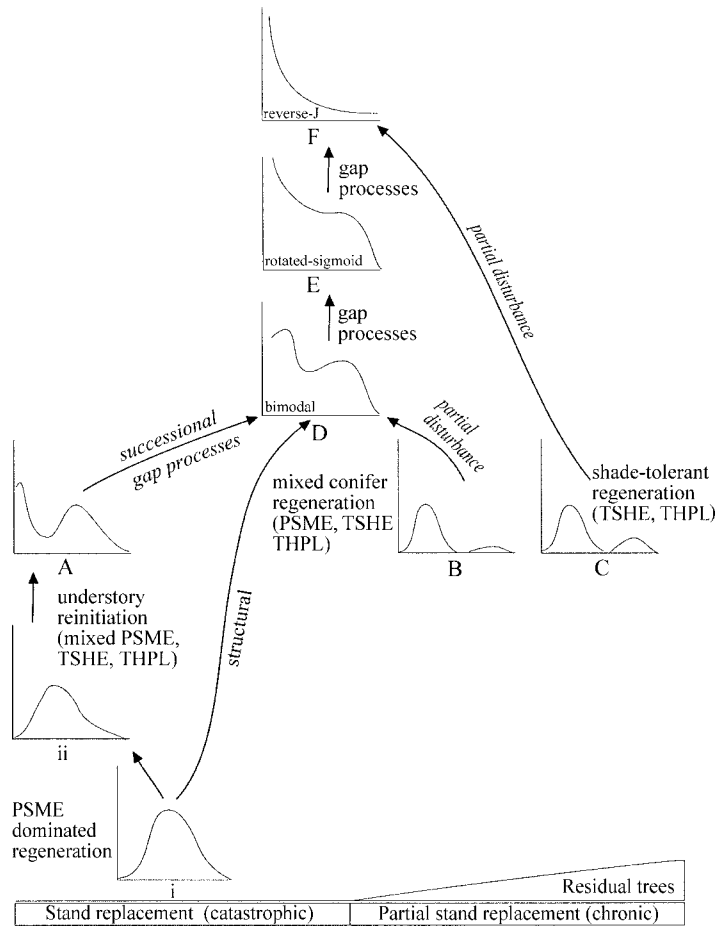 reverse-J
F
gap
processes
rotated-sigmoid
E
gap
processes
partial disturbance
bimodal
D
successional
gap processes
partial
disturbance
mixed conifer
regeneration
(PSME, TSHE
THPL)
shade-tolerant
regeneration
(TSHE, THPL)
A
B
C
understory
reinitiation
(mixed PSME,
TSHE, THPL)
structural
ii
PSME
dominated
regeneration
i
Residual trees
Stand replacement (catastrophic)
Partial stand replacement (chronic)